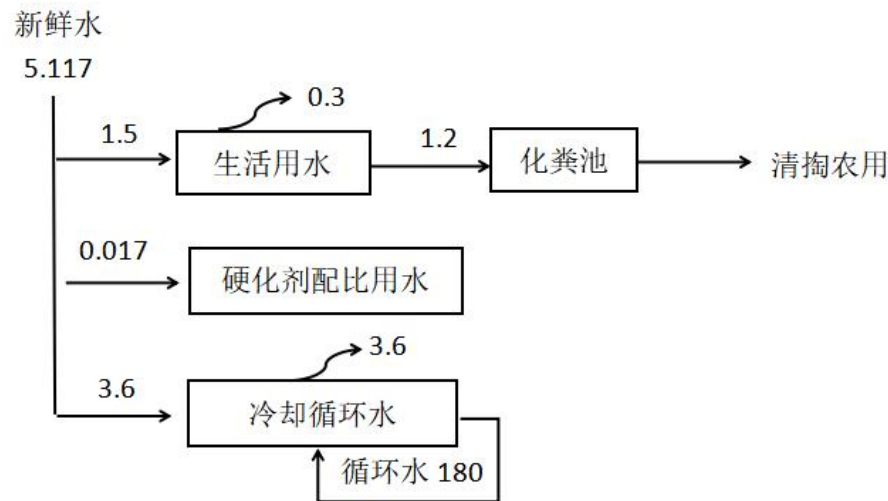 新鲜水
5.117
0.3
1.5
生活用水
1.2
化粪池
清掏农用
0.017
硬化剂配比用水
3.6
3.6
冷却循环水
循环水 180